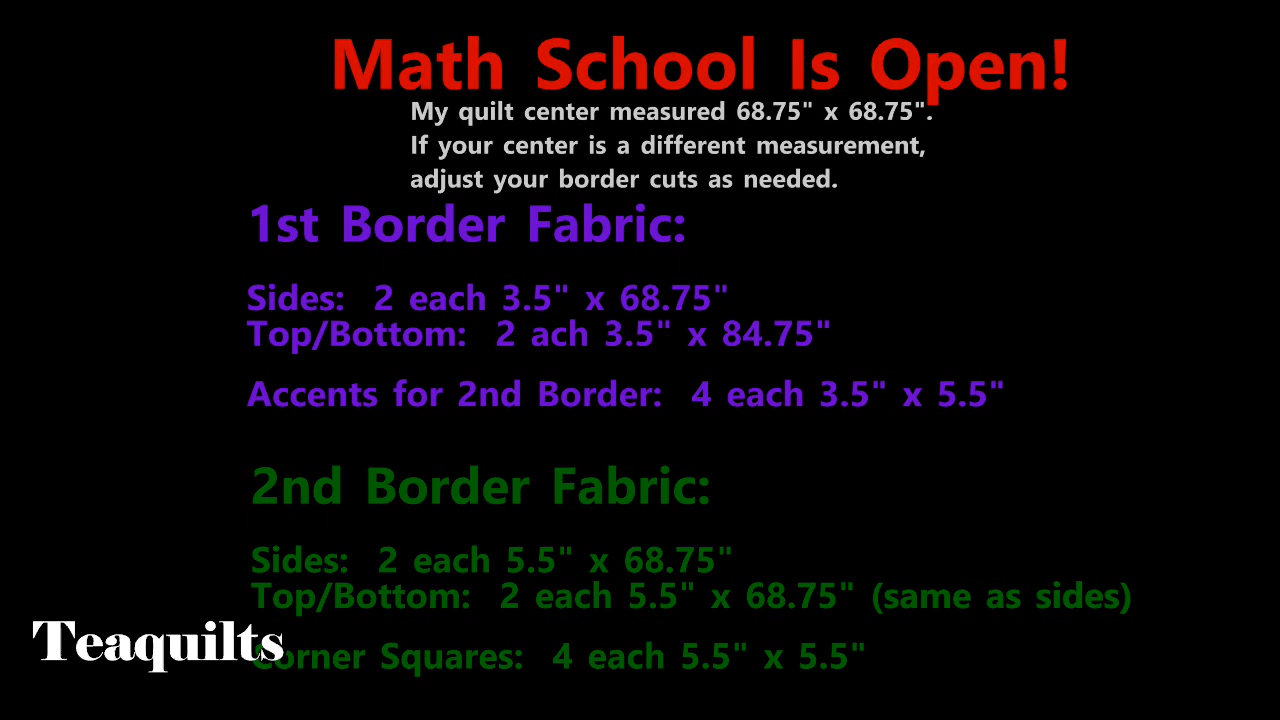 Math School Is Open!
My quilt center measured 68.75" x 68.75".
If your center is a different measurement,
adjust your border cuts as needed.
1st Border Fabric:
Sides: 2 each 3.5" x 68.75"
Top/Bottom: 2 ach 3.5" x 84.75"
Accents for 2nd Border: 4 each 3.5" x 5.5"
2nd Border Fabric:
Sides: 2 each 5.5" x 68.75"
Top/Bottom: 2 each 5.5" x 68.75" (same as sides)
Corner Squares: 4 each 5.5" x 5.5"
Teaquilts